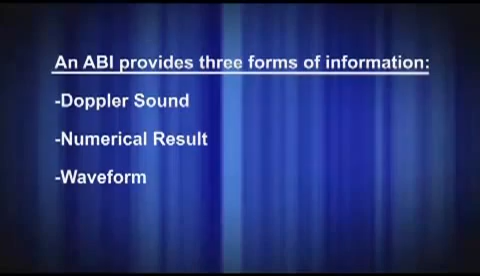 An ABI provides three forms of information:
-Doppler Sound
-Numerical Result
-Waveform